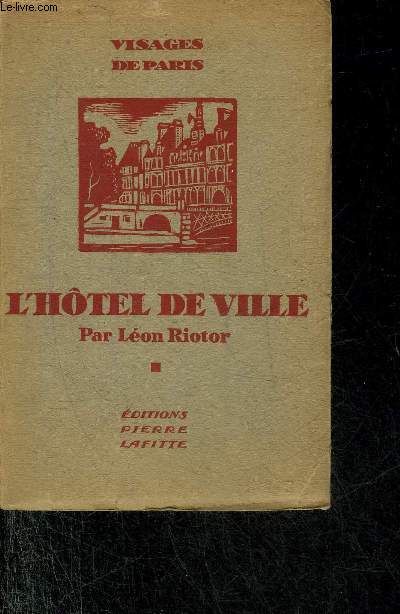 Le-livre.com
VISAGES
DE PARIS
L'HÔTEL DE VILLE
Par Léon Riotor
ÉDITIONS
PIERRE
LAFITTE